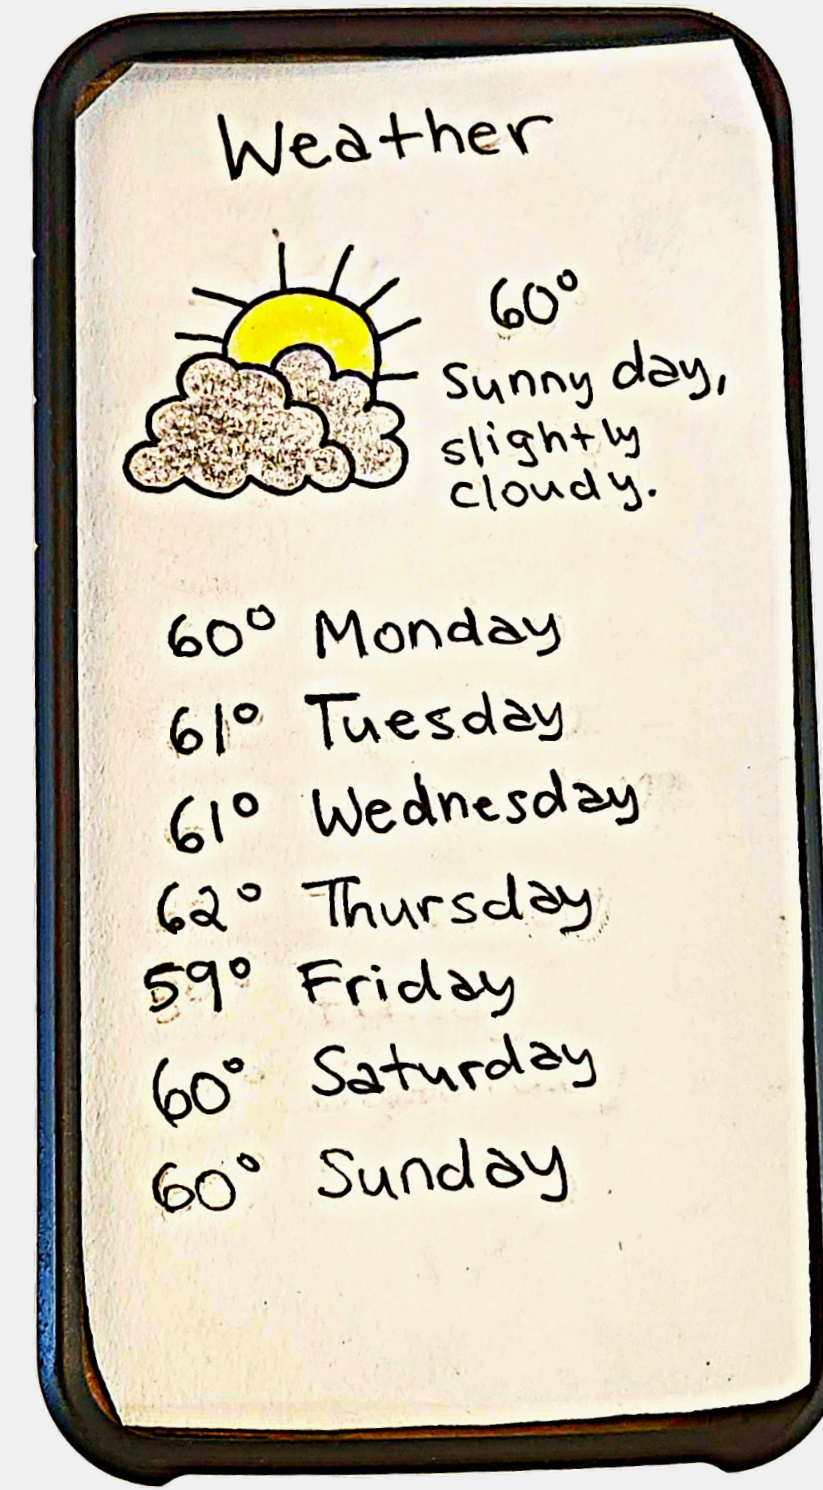 Weather
60°
Sunny day,
slightly
cloudy.
60° Monday
61° Tuesday
61° Wednesday
62° Thursday
59° Friday
60° Saturday
60° Sunday